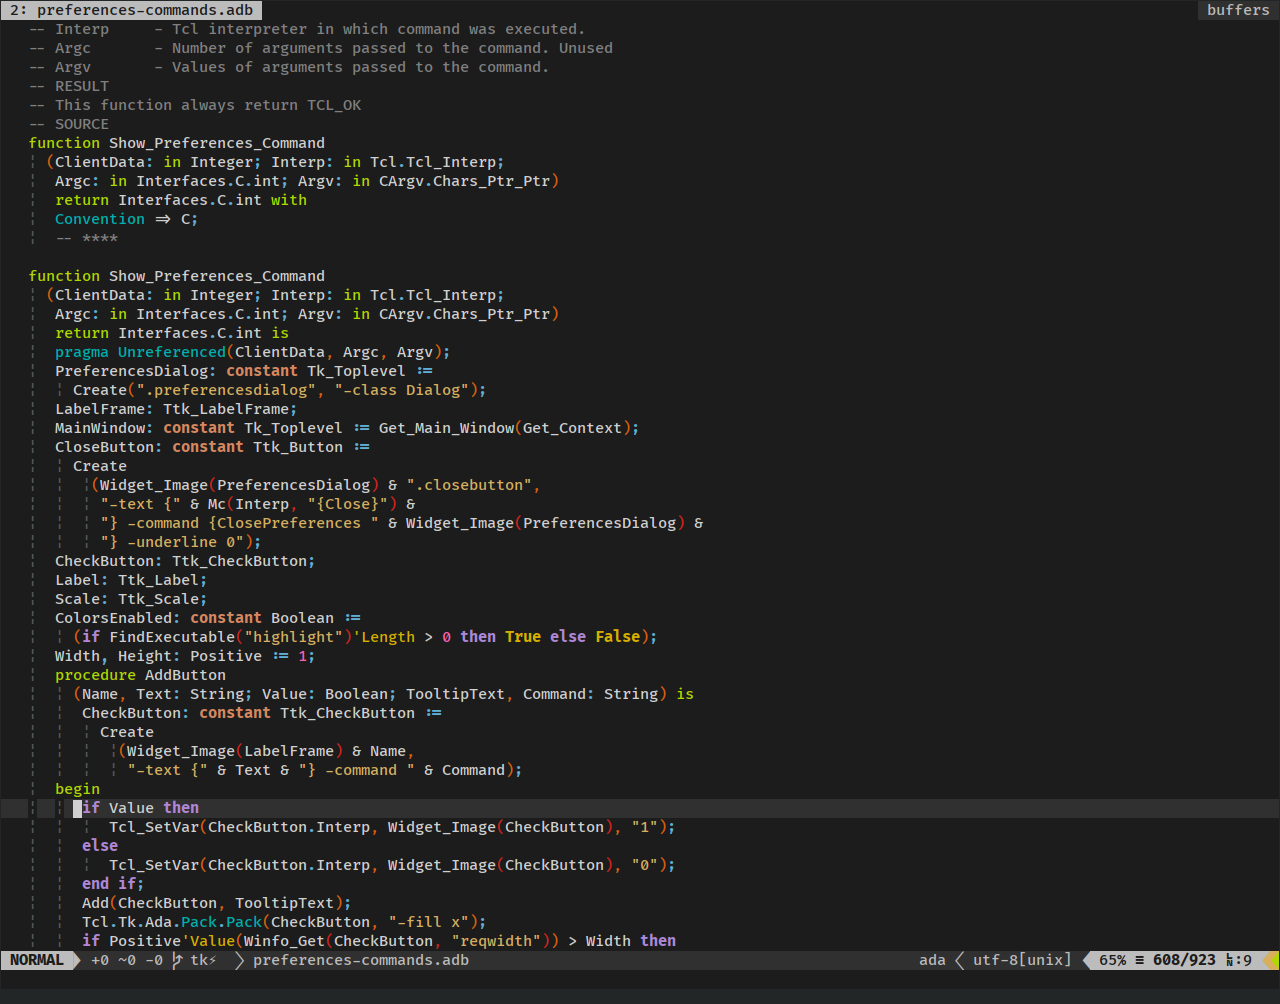 2: preferences-commands.adb buffers
-- Interp     - Tcl interpreter in which command was executed.
-- Argc       - Number of arguments passed to the command. Unused
-- Argv       - Values of arguments passed to the command.
-- RESULT
-- This function always return TCL_OK
-- SOURCE
function Show_Preferences_Command
(ClientData: in Integer; Interp: in Tcl.Tcl_Interp;
Argc: in Interfaces.C.int; Argv: in CArgv.Chars_Ptr_Ptr)
return Interfaces.C.int with
Convention => C;
-- ****
function Show_Preferences_Command
(ClientData: in Integer; Interp: in Tcl.Tcl_Interp;
Argc: in Interfaces.C.int; Argv: in CArgv.Chars_Ptr_Ptr)
return Interfaces.C.int is
pragma Unreferenced(ClientData, Argc, Argv);
PreferencesDialog: constant Tk_Toplevel :=
Create(".preferencesdialog", "-class Dialog");
LabelFrame: Ttk_LabelFrame;
MainWindow: constant Tk_Toplevel := Get_Main_Window(Get_Context);
CloseButton: constant Ttk_Button :=
Create
(Widget_Image(PreferencesDialog) & ".closebutton",
"-text {" & Mc(Interp, "{Close}") &
"} -command {ClosePreferences " & Widget_Image(PreferencesDialog) &
"} -underline 0");
CheckButton: Ttk_CheckButton;
Label: Ttk_Label;
Scale: Ttk_Scale;
ColorsEnabled: constant Boolean :=
(if FindExecutable("highlight")'Length > 0 then True else False);
Width, Height: Positive := 1;
procedure AddButton
(Name, Text: String; Value: Boolean; TooltipText, Command: String) is
CheckButton: constant Ttk_CheckButton :=
Create
(Widget_Image(LabelFrame) & Name,
"-text {" & Text & "} -command " & Command);
begin
if Value then
Tcl_SetVar(CheckButton.Interp, Widget_Image(CheckButton), "1");
else
Tcl_SetVar(CheckButton.Interp, Widget_Image(CheckButton), "0");
end if;
Add(CheckButton, TooltipText);
Tcl.Tk.Ada.Pack.Pack(CheckButton, "-fill x");
if Positive'Value(Winfo_Get(CheckButton, "reqwidth")) > Width then
NORMAL +0 ~0 -0 tk⚡ preferences-commands.adb ada utf-8[unix] 65% ≡ 608/923 ㏑:9